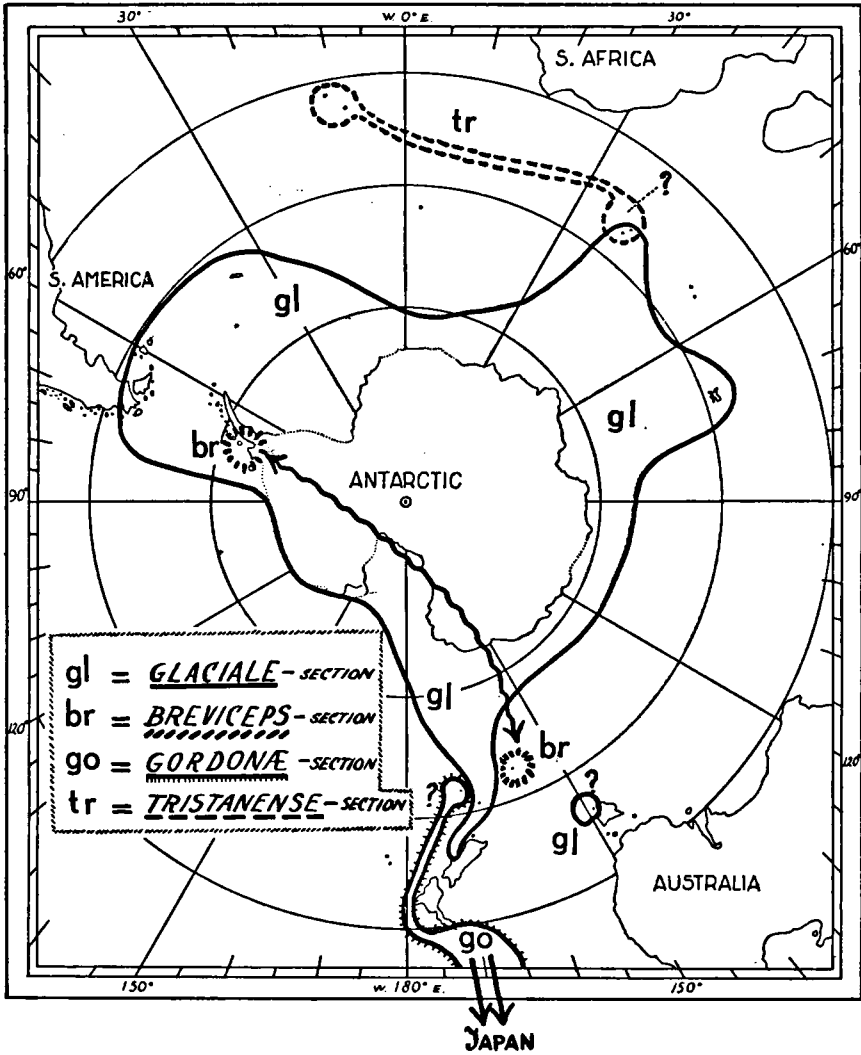 30° W. 0° E. 30°
S. AFRICA
tr
?
60° 60°
S. AMERICA
gl
gl
br
ANTARCTIC
90° 90°
gl = GLACIALE - SECTION
br = BREVICEPS - SECTION
go = GORDONÆ - SECTION
tr = TRISTANENSE - SECTION
gl
120° 120°
br
?
?
gl
AUSTRALIA
go
150° W. 180° E. 150°
JAPAN